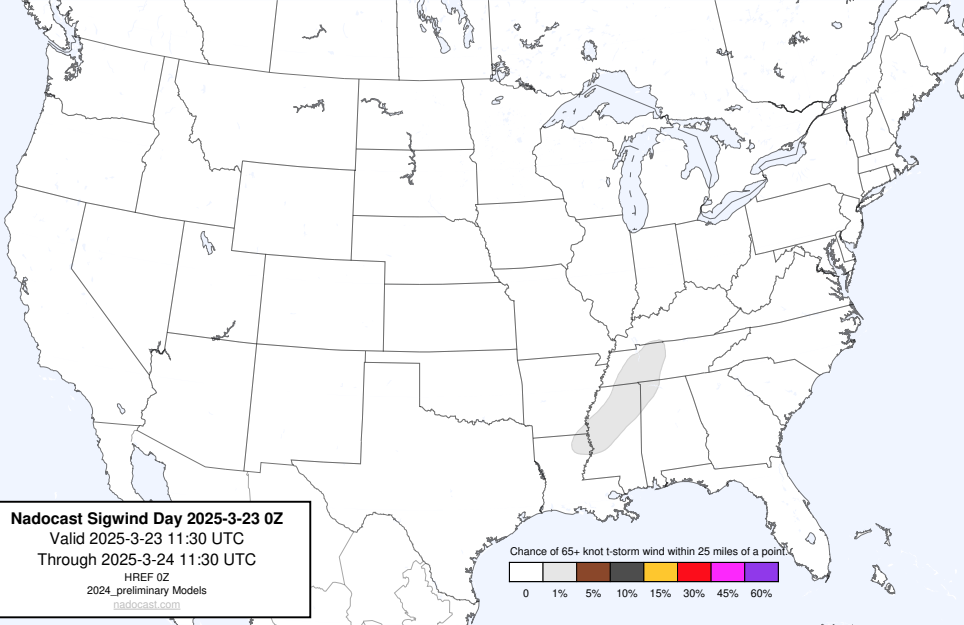 Nadocast Sigwind Day 2025-3-23 0Z
Valid 2025-3-23 11:30 UTC
Through 2025-3-24 11:30 UTC
HREF 0Z
2024_preliminary Models
nadocast.com
Chance of 65+ knot t-storm wind within 25 miles of a point.
0 1% 5% 10% 15% 30% 45% 60%